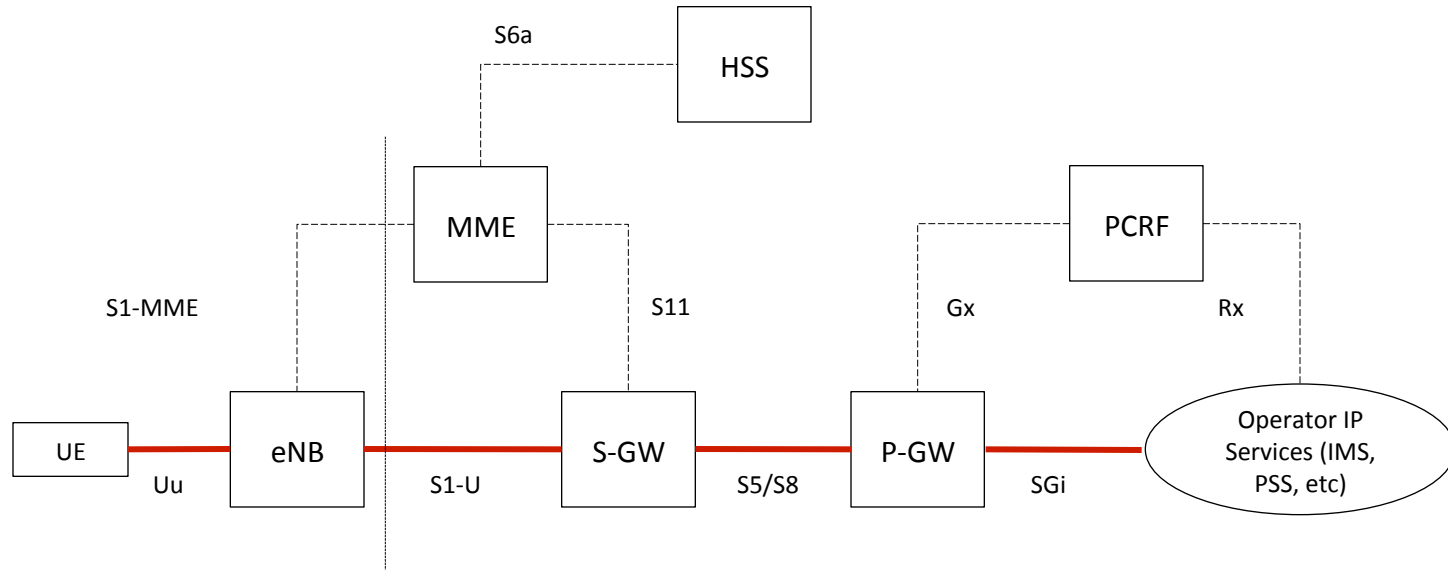 S6a
HSS
MME
PCRF
S1-MME
S11
Gx
Rx
UE
eNB
S-GW
P-GW
Operator IP
Services (IMS,
PSS, etc)
Uu
S1-U
S5/S8
SGi